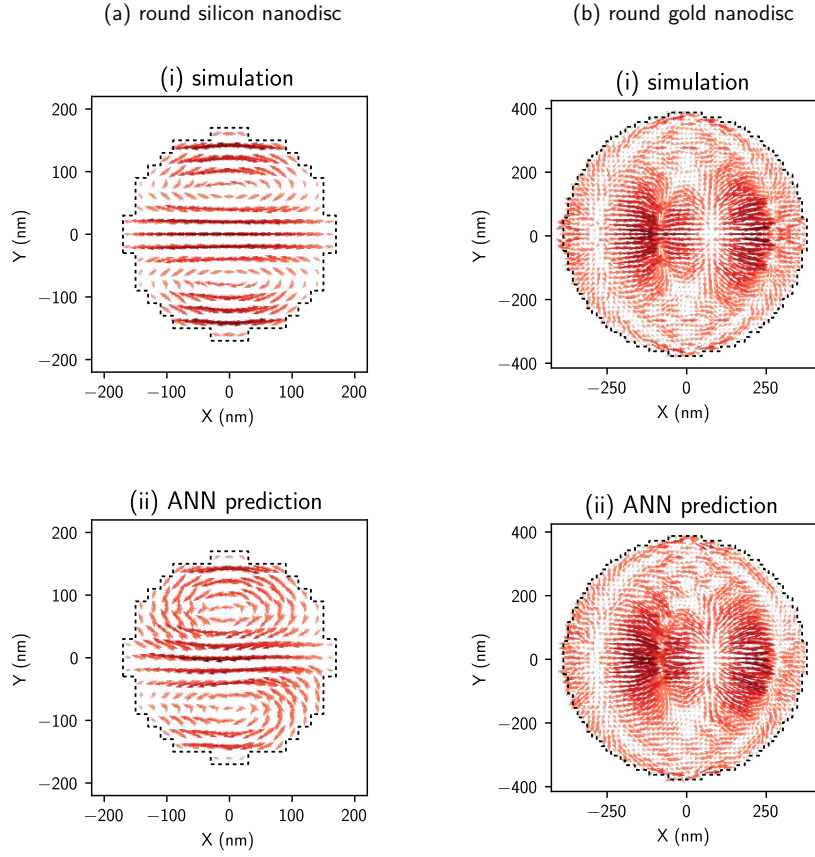 (a) round silicon nanodisc
(b) round gold nanodisc
(i) simulation
200
100
0
−100
−200
Y (nm)
−200 −100 0 100 200
X (nm)
(i) simulation
400
200
0
−200
−400
Y (nm)
−250 0 250
X (nm)
(ii) ANN prediction
200
100
0
−100
−200
Y (nm)
−200 −100 0 100 200
X (nm)
(ii) ANN prediction
400
200
0
−200
−400
Y (nm)
−250 0 250
X (nm)